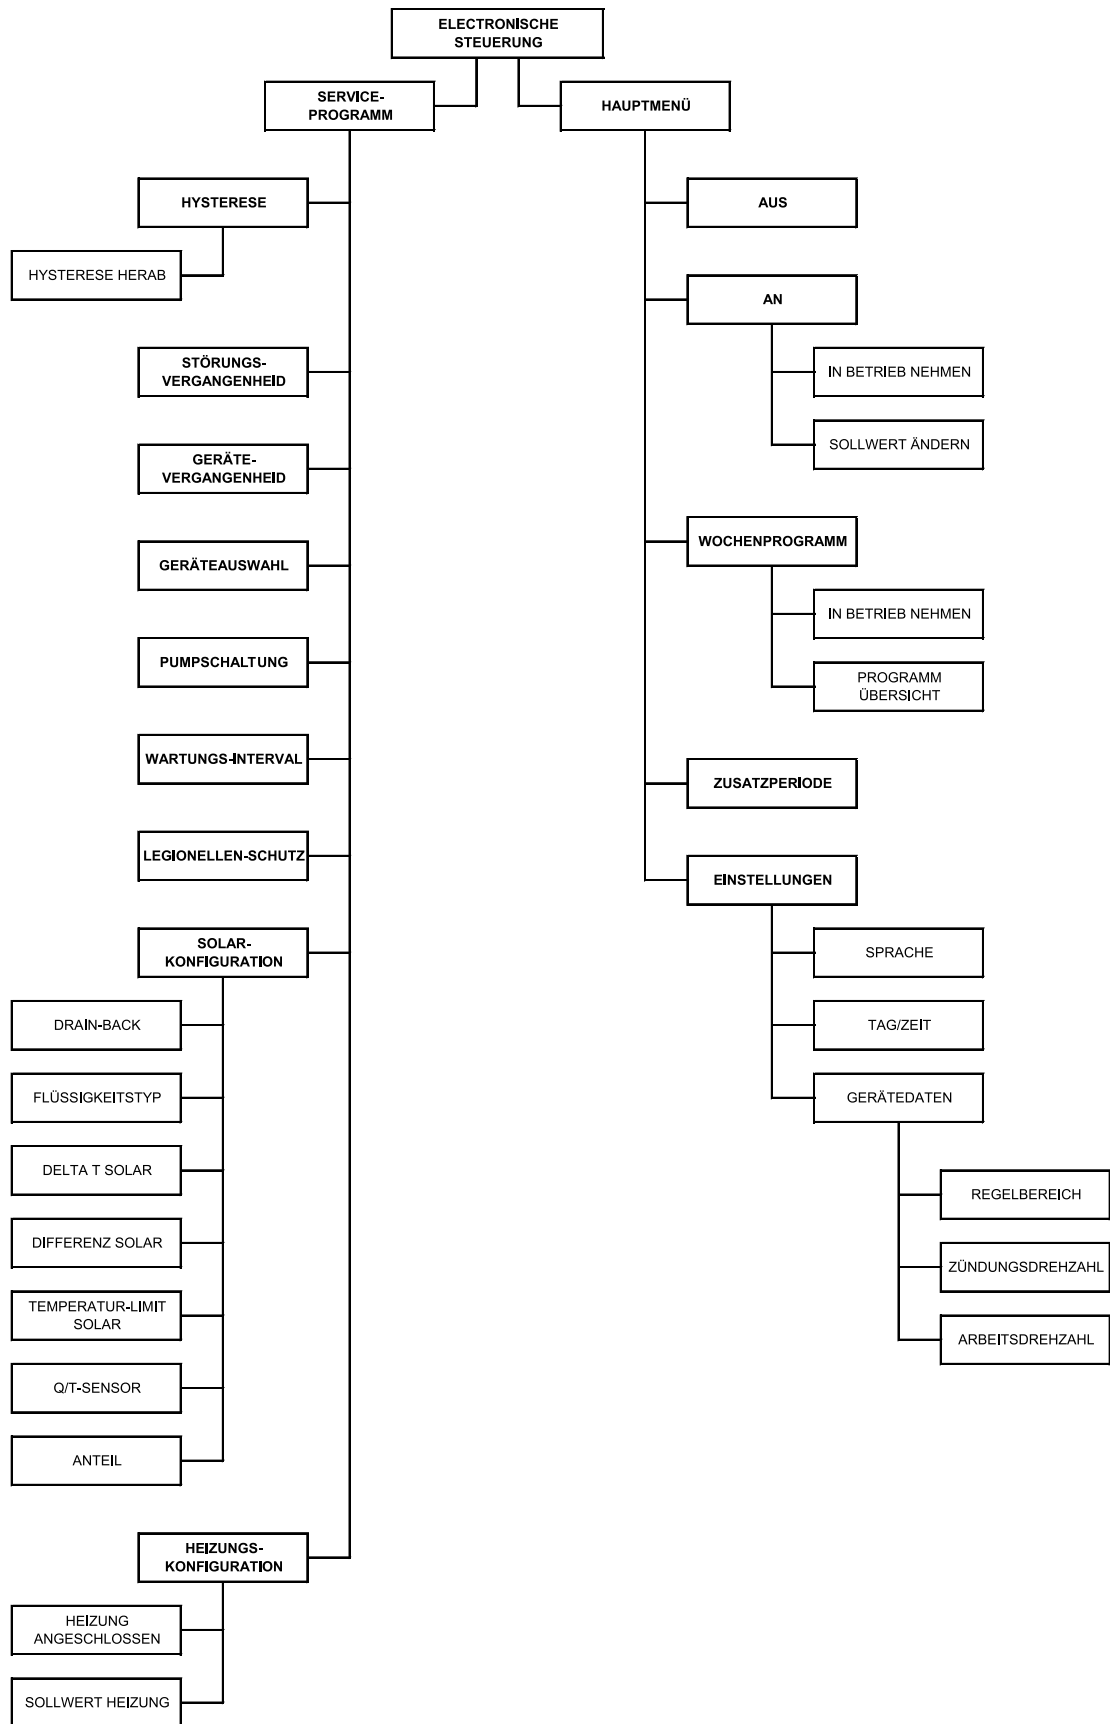 ELECTRONISCHE
STEUERUNG
SERVICE-
PROGRAMM
HAUPTMENÜ
HYSTERESE
HYSTERESE HERAB
STÖRUNGS-
VERGANGENHEID
GERÄTE-
VERGANGENHEID
GERÄTEAUSWAHL
PUMPSCHALTUNG
WARTUNGS-INTERVAL
LEGIONELLEN-SCHUTZ
SOLAR-
KONFIGURATION
DRAIN-BACK
FLÜSSIGKEITSTYP
DELTA T SOLAR
DIFFERENZ SOLAR
TEMPERATUR-LIMIT
SOLAR
Q/T-SENSOR
ANTEIL
HEIZUNGS-
KONFIGURATION
HEIZUNG
ANGESCHLOSSEN
SOLLWERT HEIZUNG
AUS
AN
IN BETRIEB NEHMEN
SOLLWERT ÄNDERN
WOCHENPROGRAMM
IN BETRIEB NEHMEN
PROGRAMM
ÜBERSICHT
ZUSATZPERIODE
EINSTELLUNGEN
SPRACHE
TAG/ZEIT
GERÄTEDATEN
REGELBEREICH
ZÜNDUNGSDREHZAHL
ARBEITSDREHZAHL